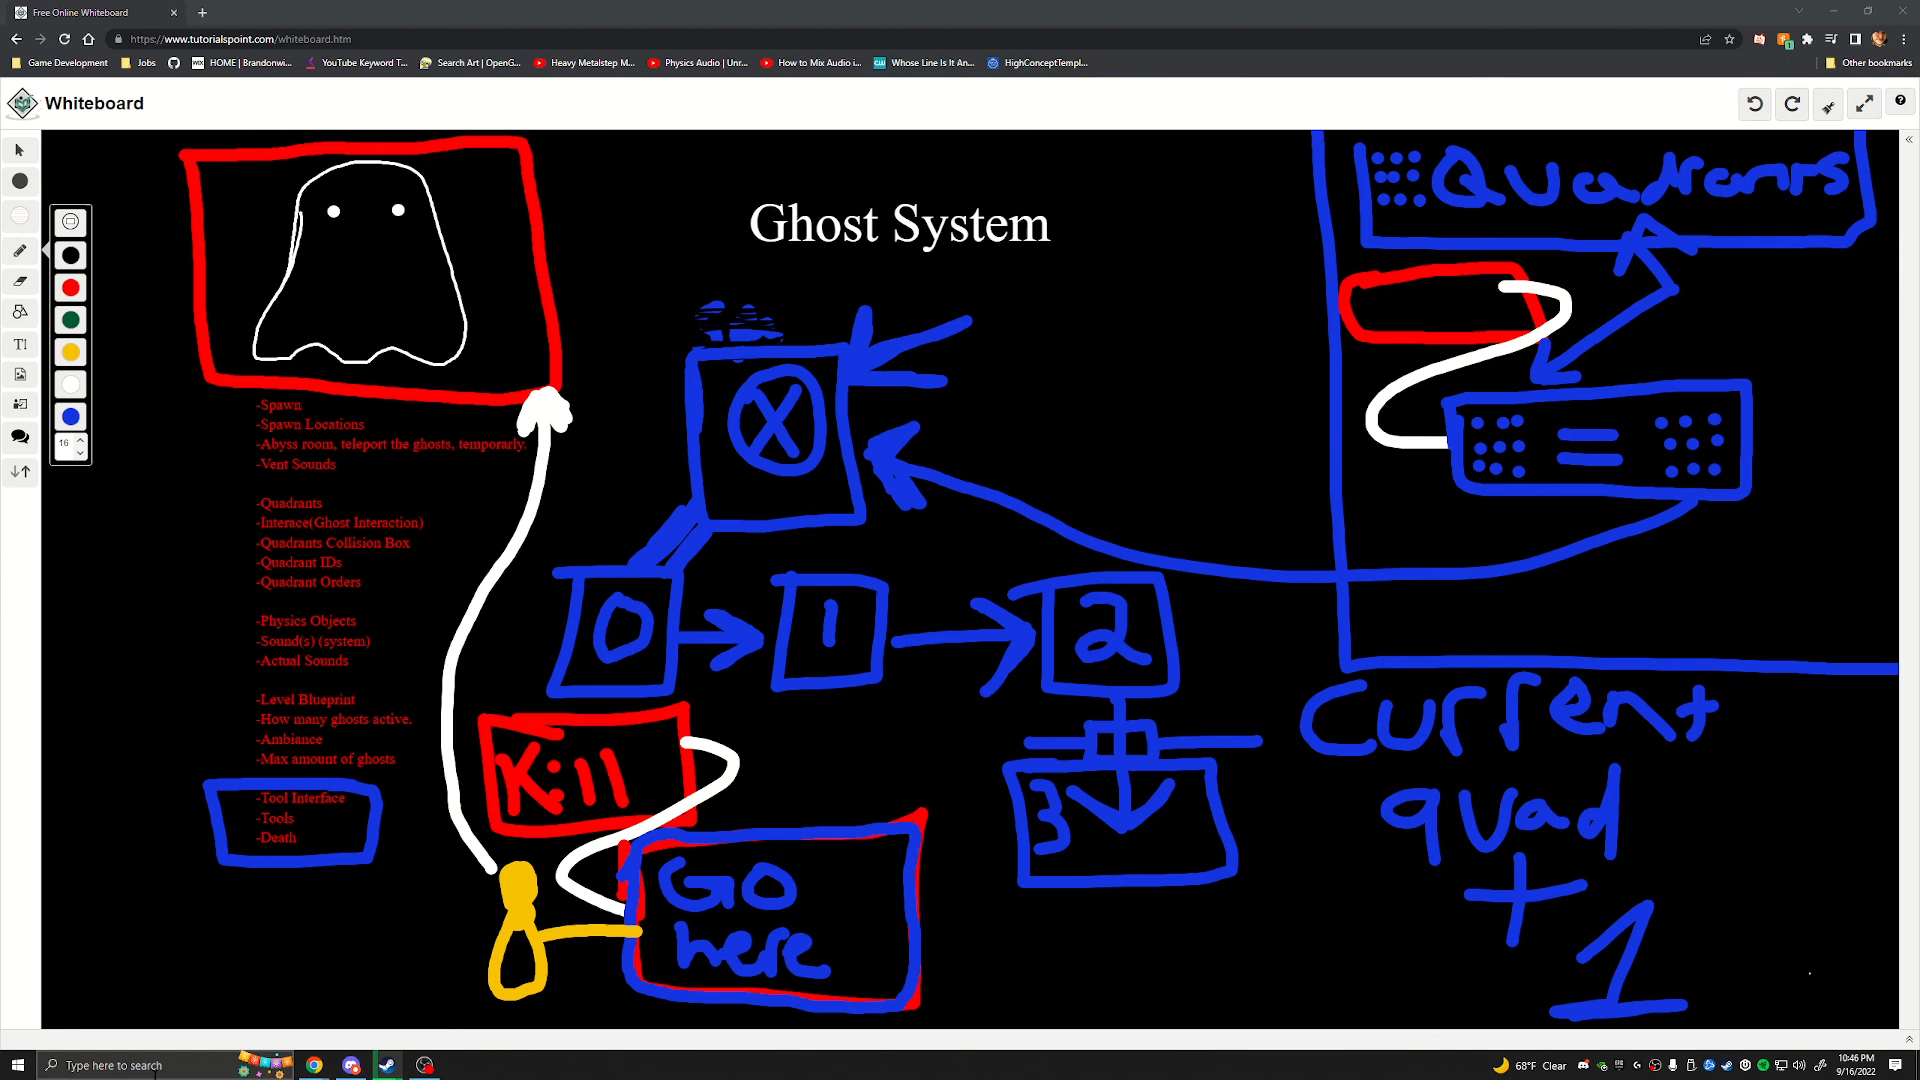 Free Online Whiteboard
https://www.tutorialspoint.com/whiteboard.htm
Game Development
Jobs
HOME | Brandonwi...
YouTube Keyword T...
Search Art | OpenG...
Heavy Metalstep M...
Physics Audio | Unr...
How to Mix Audio i...
Whose Line Is It An...
HighConceptTempl...
Other bookmarks
Whiteboard
Quadrants
Ghost System
X
-Spawn
-Spawn Locations
-Abyss room, teleport the ghosts, temporarly.
-Vent Sounds
-Quadrants
-Interace(Ghost Interaction)
-Quadrants Collision Box
-Quadrant IDs
-Quadrant Orders
-Physics Objects
-Sound(s) (system)
-Actual Sounds
-Level Blueprint
-How many ghosts active.
-Ambiance
-Max amount of ghosts
-Tool Interface
-Tools
-Death
16
0
1
2
3
Kill
GO
here
Current
quad
+
1
Type here to search
68°F Clear
10:46 PM
9/16/2022